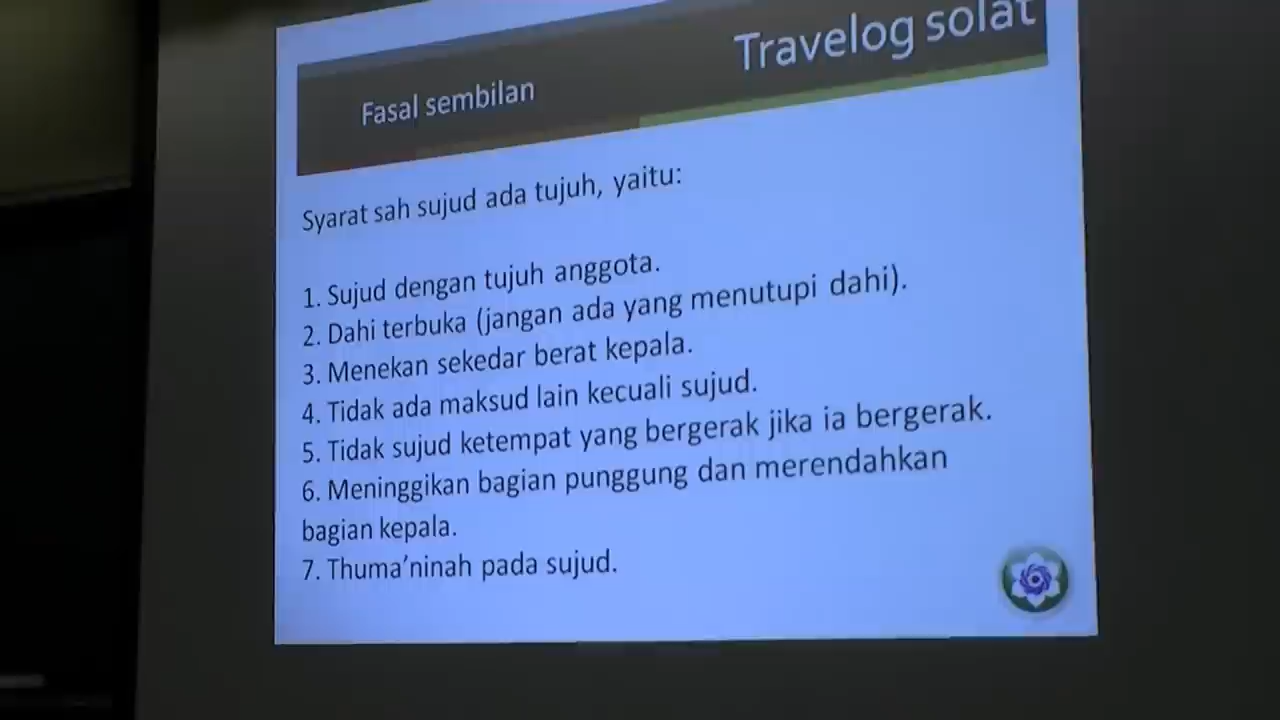 Travelog solat
Fasal sembilan
Syarat sah sujud ada tujuh, yaitu:
1. Sujud dengan tujuh anggota.
2. Dahi terbuka (jangan ada yang menutupi dahi).
3. Menekan sekedar berat kepala.
4. Tidak ada maksud lain kecuali sujud.
5. Tidak sujud ketempat yang bergerak jika ia bergerak.
6. Meninggikan bagian punggung dan merendahkan
bagian kepala.
7. Thuma’ninah pada sujud.